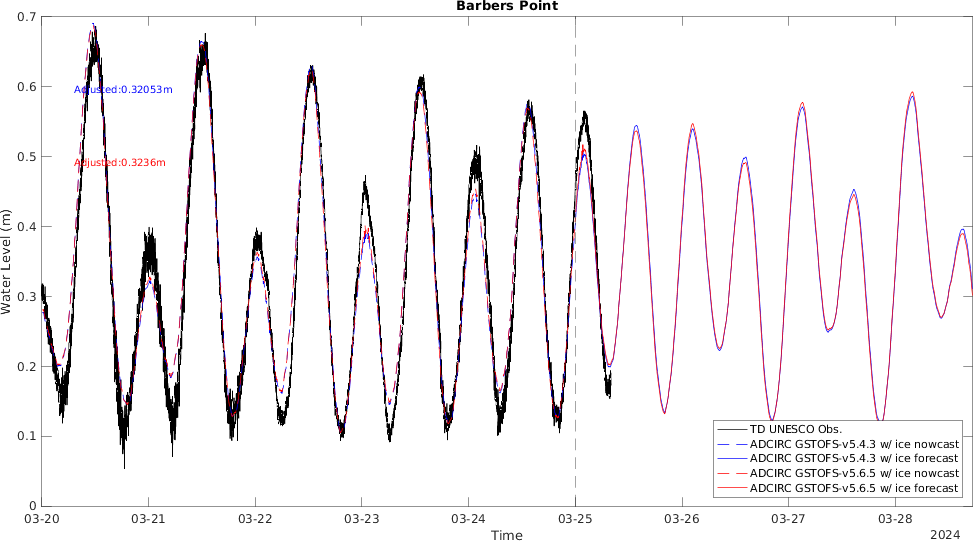 Barbers Point
0.7
0.6
0.5
0.4
0.3
0.2
0.1
0
Water Level (m)
Adjusted:0.32053m
Adjusted:0.3236m
TD UNESCO Obs.
ADCIRC GSTOFS-v5.4.3 w/ ice nowcast
ADCIRC GSTOFS-v5.4.3 w/ ice forecast
ADCIRC GSTOFS-v5.6.5 w/ ice nowcast
ADCIRC GSTOFS-v5.6.5 w/ ice forecast
03-20 03-21 03-22 03-23 03-24 03-25 03-26 03-27 03-28
Time
2024